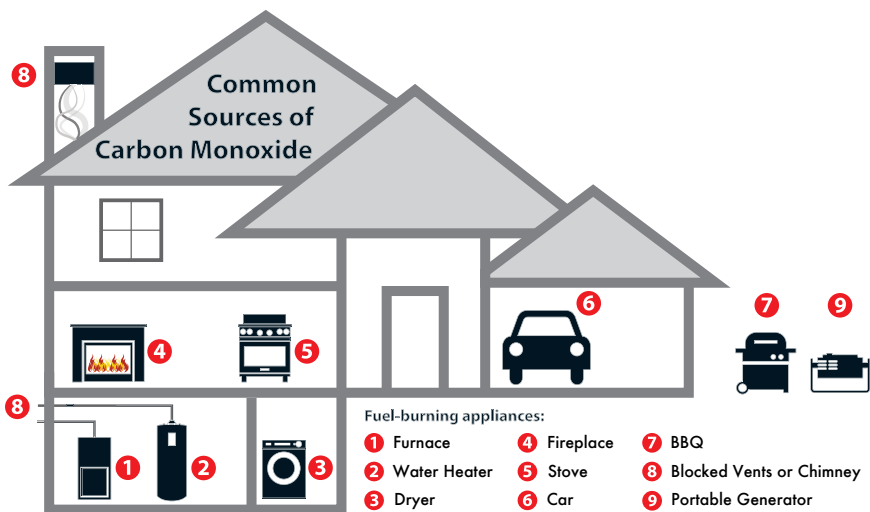 8
Common
Sources of
Carbon Monoxide
6
7
9
4
5
8
1
2
3
Fuel-burning appliances:
1 Furnace
2 Water Heater
3 Dryer
4 Fireplace
5 Stove
6 Car
7 BBQ
8 Blocked Vents or Chimney
9 Portable Generator